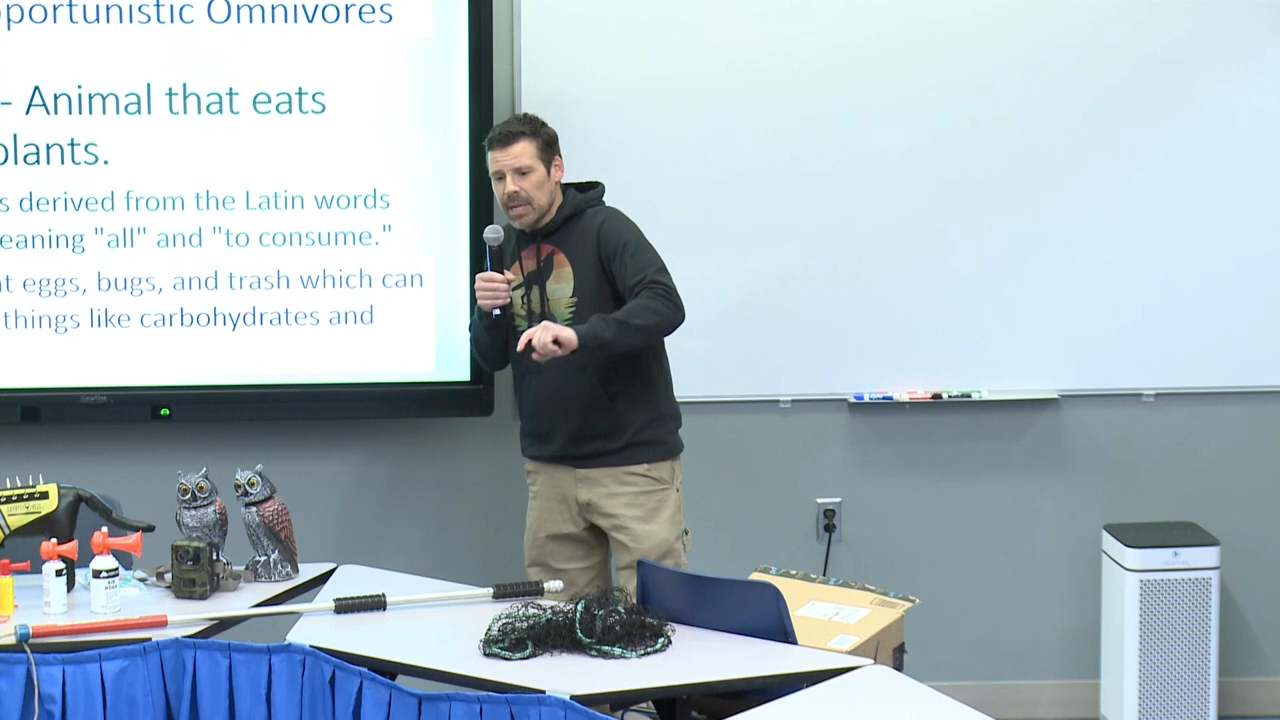 portunistic Omnivores
- Animal that eats
plants.
s derived from the Latin words
eaning "all" and "to consume."
t eggs, bugs, and trash which can
things like carbohydrates and